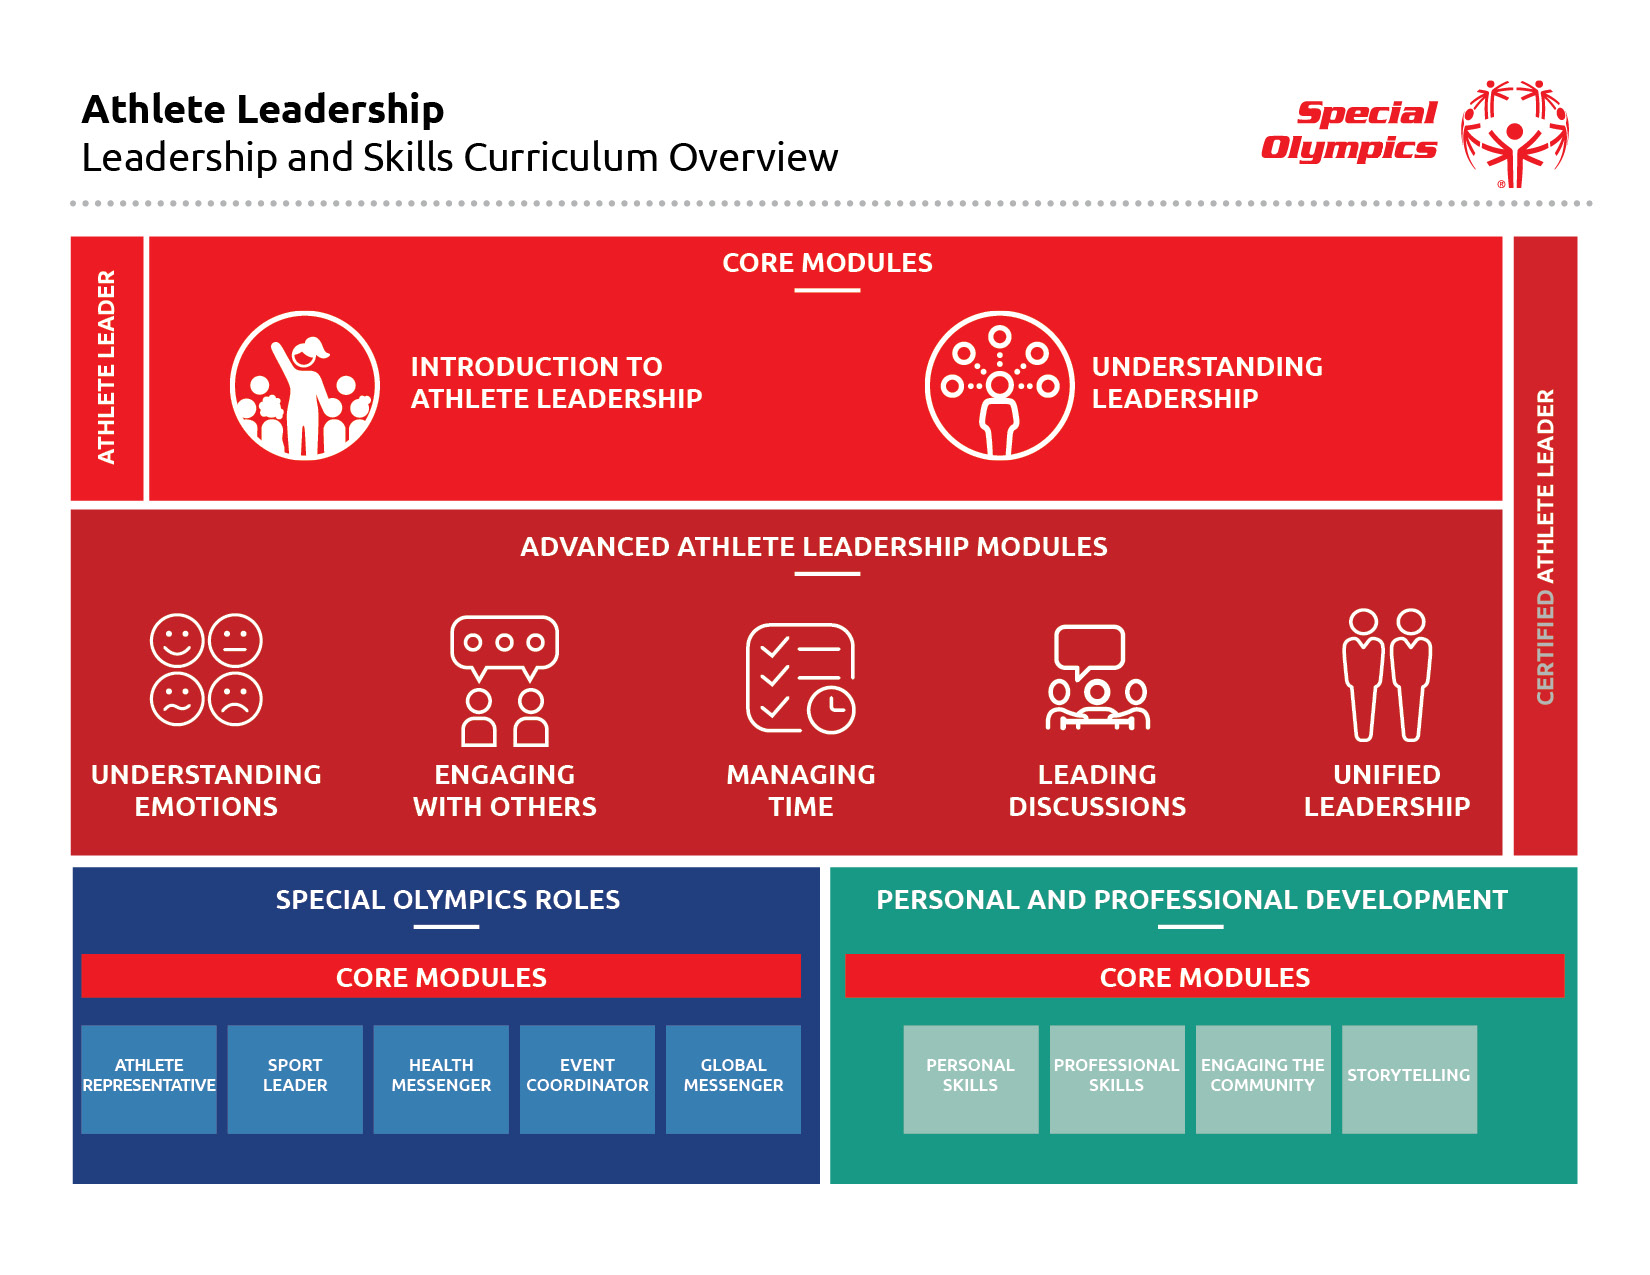 Athlete Leadership
Leadership and Skills Curriculum Overview
Special
Olympics
®
ATHLETE LEADER
CORE MODULES
INTRODUCTION TO
ATHLETE LEADERSHIP
UNDERSTANDING
LEADERSHIP
CERTIFIED ATHLETE LEADER
ADVANCED ATHLETE LEADERSHIP MODULES
UNDERSTANDING
EMOTIONS
ENGAGING
WITH OTHERS
MANAGING
TIME
LEADING
DISCUSSIONS
UNIFIED
LEADERSHIP
SPECIAL OLYMPICS ROLES
CORE MODULES
ATHLETE
REPRESENTATIVE
SPORT
LEADER
HEALTH
MESSENGER
EVENT
COORDINATOR
GLOBAL
MESSENGER
PERSONAL AND PROFESSIONAL DEVELOPMENT
CORE MODULES
PERSONAL
SKILLS
PROFESSIONAL
SKILLS
ENGAGING THE
COMMUNITY
STORYTELLING